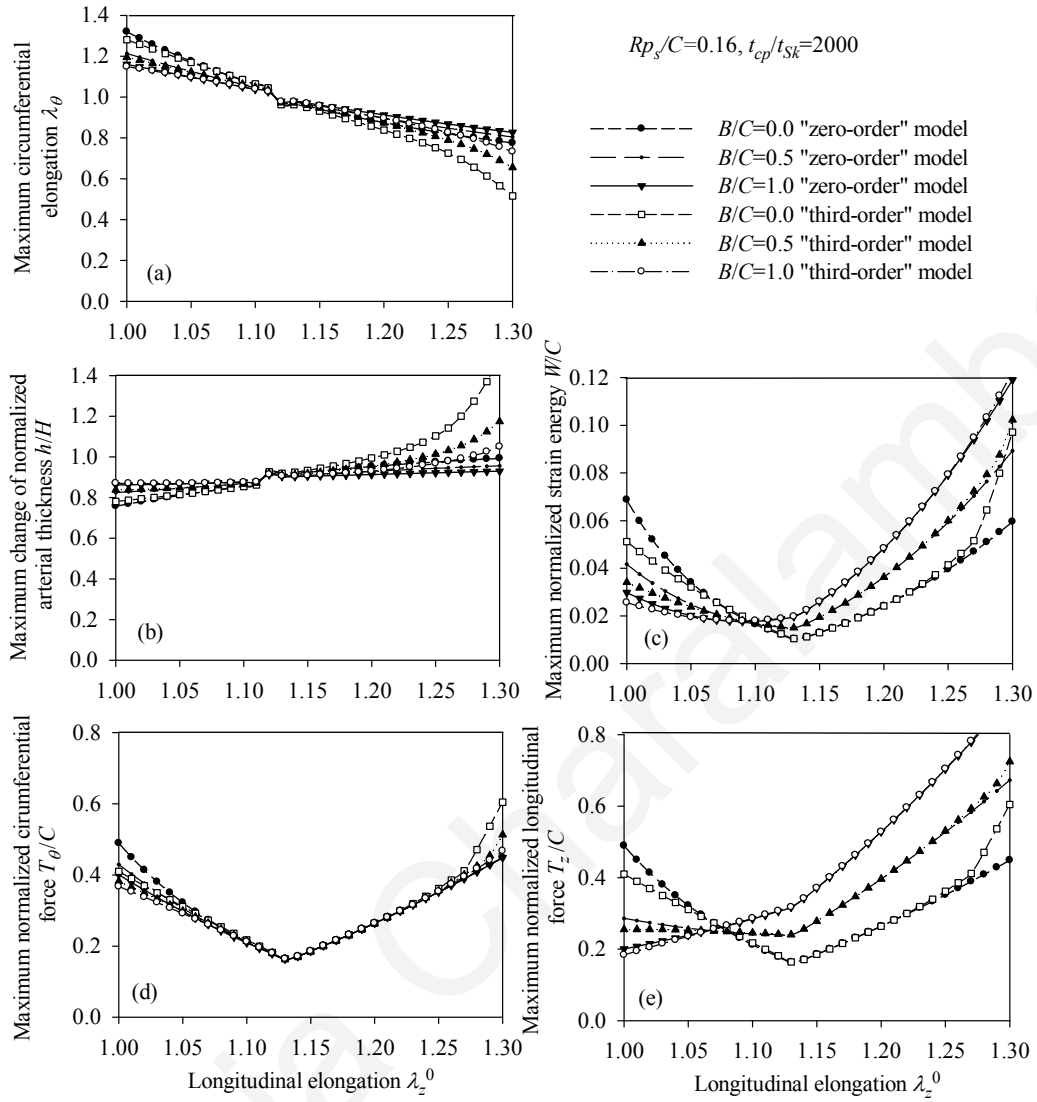 Maximum circumferential
elongation λθ
1.4
1.2
1.0
0.8
0.6
0.4
0.2
0.0
(a)
1.00 1.05 1.10 1.15 1.20 1.25 1.30
Rps/C=0.16, tcp/tSk=2000
B/C=0.0 "zero-order" model
B/C=0.5 "zero-order" model
B/C=1.0 "zero-order" model
B/C=0.0 "third-order" model
B/C=0.5 "third-order" model
B/C=1.0 "third-order" model
Maximum change of normalized
arterial thickness h/H
1.4
1.2
1.0
0.8
0.6
0.4
0.2
0.0
(b)
1.00 1.05 1.10 1.15 1.20 1.25 1.30
Maximum normalized strain energy W/C
0.12
0.10
0.08
0.06
0.04
0.02
0.00
(c)
1.00 1.05 1.10 1.15 1.20 1.25 1.30
Maximum normalized cirumferential
force Tθ/C
0.8
0.6
0.4
0.2
0.0
(d)
1.00 1.05 1.10 1.15 1.20 1.25 1.30
Longitudinal elongation λz⁰
Maximum normalized longitudinal
force Tz/C
0.8
0.6
0.4
0.2
0.0
(e)
1.00 1.05 1.10 1.15 1.20 1.25 1.30
Longitudinal elongation λz⁰